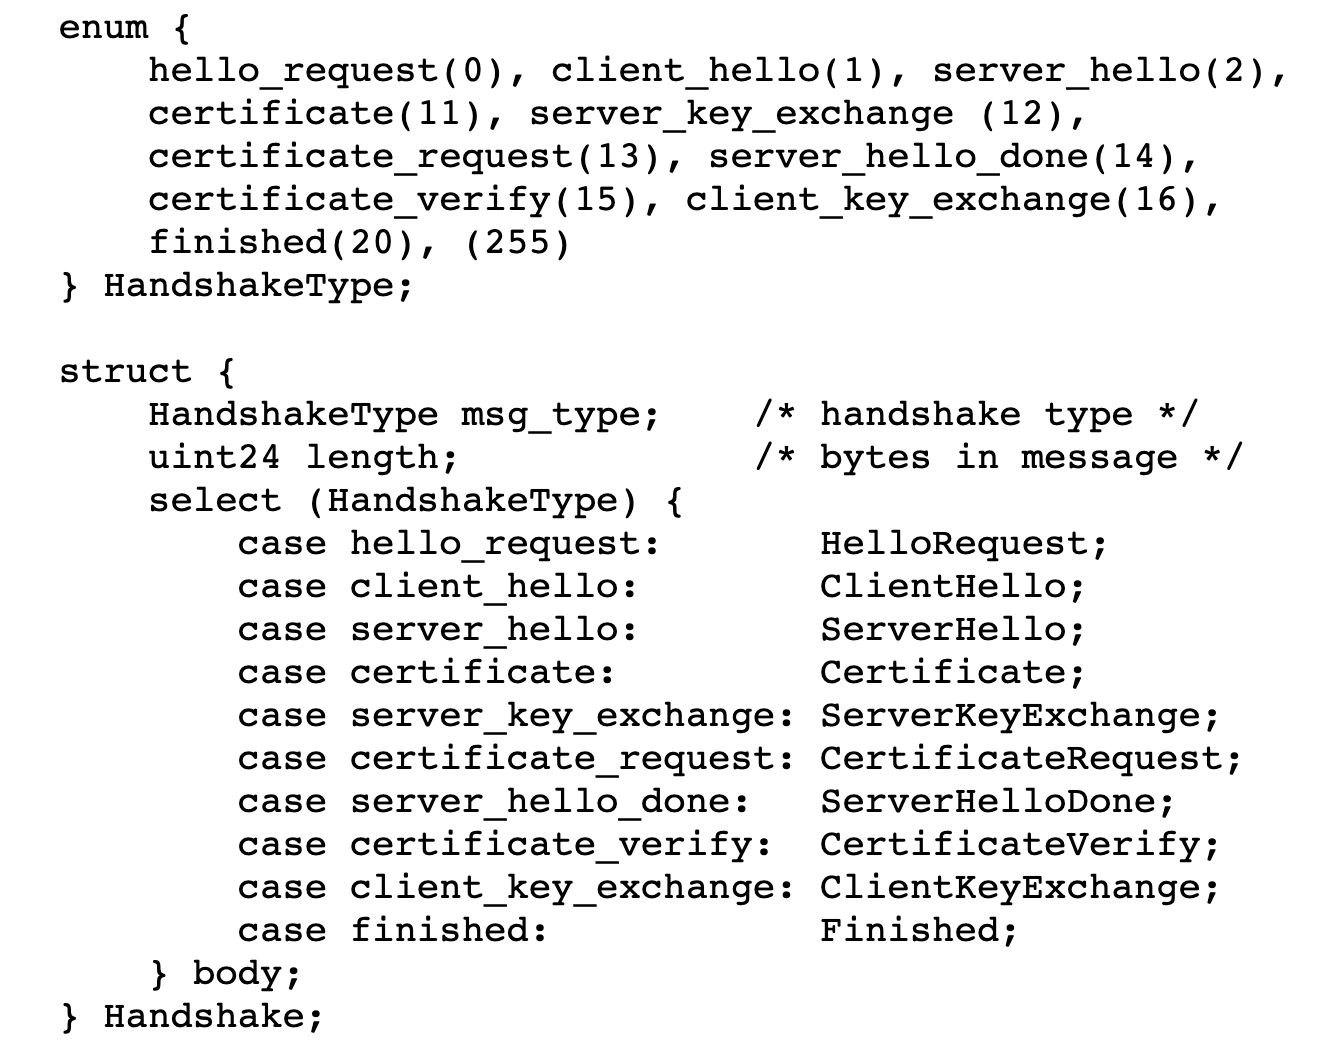 enum {
    hello_request(0), client_hello(1), server_hello(2),
    certificate(11), server_key_exchange (12),
    certificate_request(13), server_hello_done(14),
    certificate_verify(15), client_key_exchange(16),
    finished(20), (255)
} HandshakeType;

struct {
    HandshakeType msg_type;    /* handshake type */
    uint24 length;             /* bytes in message */
    select (HandshakeType) {
        case hello_request:       HelloRequest;
        case client_hello:        ClientHello;
        case server_hello:        ServerHello;
        case certificate:         Certificate;
        case server_key_exchange: ServerKeyExchange;
        case certificate_request: CertificateRequest;
        case server_hello_done:   ServerHelloDone;
        case certificate_verify:  CertificateVerify;
        case client_key_exchange: ClientKeyExchange;
        case finished:            Finished;
    } body;
} Handshake;